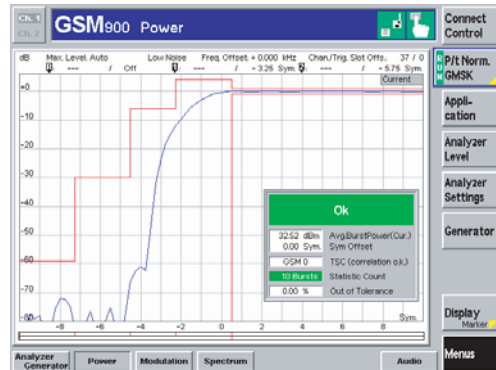 Ch. 1
Ch. 2
GSM900 Power
Connect Control
dB Max. Level: Auto Low Noise Freq. Offset: + 0.000 kHz Chan./Trig. Slot Offs.: 37 / 0
--- / Off --- / - 3.25 Sym. --- / - 5.75 Sym.
Current
+0
-10
-20
-30
-40
-50
-60
-70
-80
-8 -6 -4 -2 0 2 4 6 8 Sym.
Ok
32.52 dBm Avg.BurstPower(Cur.)
0.00 Sym. Sym Offset
GSM 0 TSC (correlation o.k.)
10 Bursts Statistic Count
0.00 % Out of Tolerance
RUN
P/t Norm.
GMSK
Appli-
cation
Analyzer
Level
Analyzer
Settings
Generator
Display
Marker
Menus
Analyzer
Generator
Power
Modulation
Spectrum
Audio